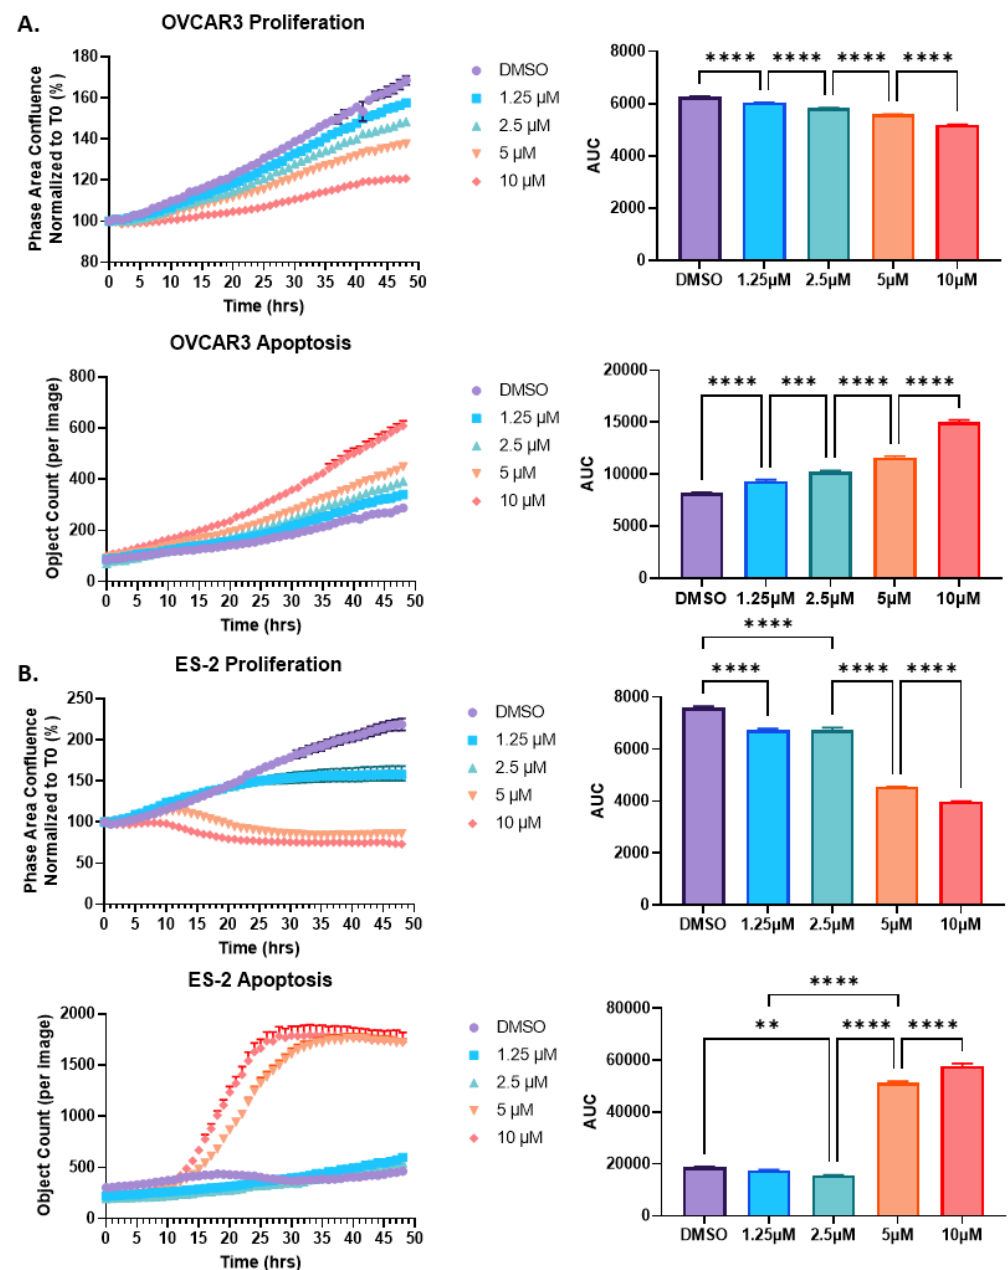 A.
OVCAR3 Proliferation
Phase Area Confluence
Normalized to T0 (%)
180
160
140
120
100
80
0 5 10 15 20 25 30 35 40 45 50
Time (hrs)
DMSO
1.25 µM
2.5 µM
5 µM
10 µM
AUC
8000
6000
4000
2000
0
**** **** **** ****
DMSO 1.25µM 2.5µM 5µM 10µM
OVCAR3 Apoptosis
Opject Count (per image)
800
600
400
200
0
0 5 10 15 20 25 30 35 40 45 50
Time (hrs)
DMSO
1.25 µM
2.5 µM
5 µM
10 µM
AUC
20000
15000
10000
5000
0
**** *** **** ****
DMSO 1.25µM 2.5µM 5µM 10µM
B.
ES-2 Proliferation
Phase Area Confluence
Normalized to T0 (%)
250
200
150
100
50
0
0 5 10 15 20 25 30 35 40 45 50
Time (hrs)
DMSO
1.25 µM
2.5 µM
5 µM
10 µM
AUC
8000
6000
4000
2000
0
****
**** **** ****
DMSO 1.25µM 2.5µM 5µM 10µM
ES-2 Apoptosis
Object Count (per image)
2000
1500
1000
500
0
0 5 10 15 20 25 30 35 40 45 50
Time (hrs)
DMSO
1.25 µM
2.5 µM
5 µM
10 µM
AUC
80000
60000
40000
20000
0
****
** **** ****
DMSO 1.25µM 2.5µM 5µM 10µM